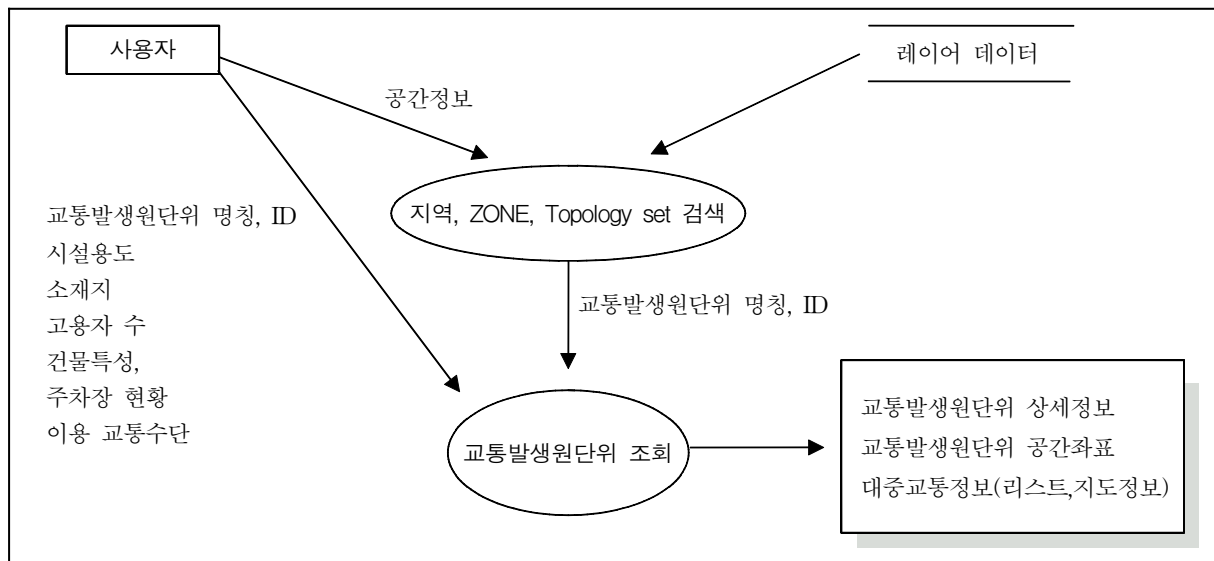 사용자
레이어 데이터
공간정보
지역, ZONE, Topology set 검색
교통발생원단위 명칭, ID
시설용도
소재지
고용자 수
건물특성,
주차장 현황
이용 교통수단
교통발생원단위 명칭, ID
교통발생원단위 조회
교통발생원단위 상세정보
교통발생원단위 공간좌표
대중교통정보(리스트,지도정보)